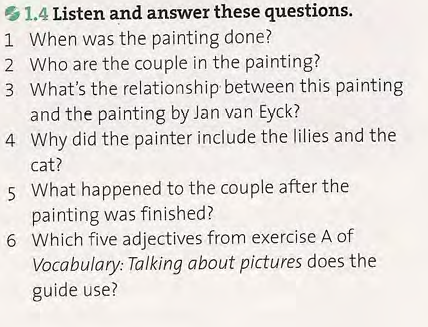 1.4 Listen and answer these questions.
1 When was the painting done?
2 Who are the couple in the painting?
3 What's the relationship between this painting
and the painting by Jan van Eyck?
4 Why did the painter include the lilies and the
cat?
5 What happened to the couple after the
painting was finished?
6 Which five adjectives from exercise A of
Vocabulary: Talking about pictures does the
guide use?